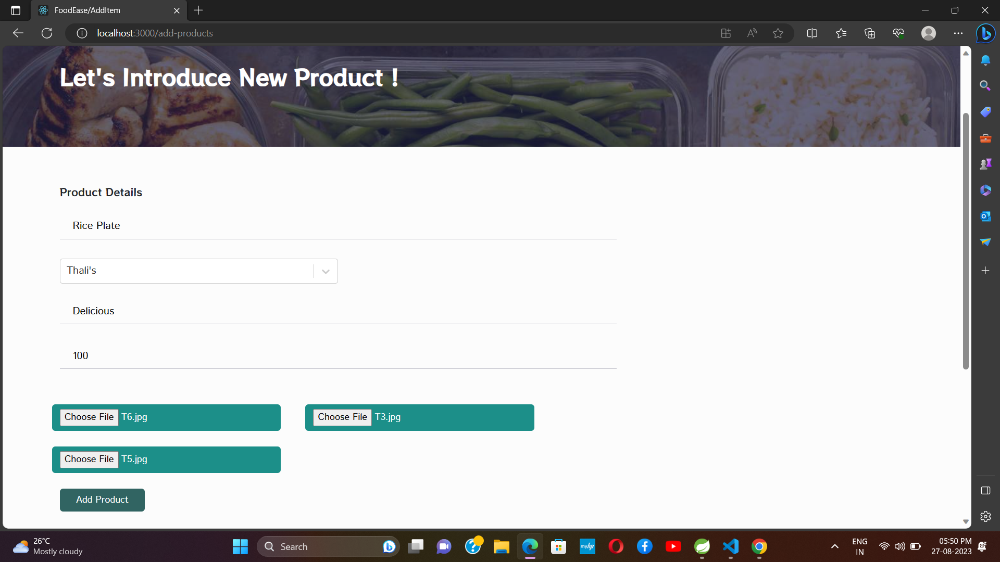 FoodEase/AddItem
localhost:3000/add-products
Let's Introduce New Product !
Product Details
Rice Plate
Thali's
Delicious
100
Choose File T6.jpg
Choose File T3.jpg
Choose File T5.jpg
Add Product
26°C
Mostly cloudy
Search
myhp
ENG
IN
05:50 PM
27-08-2023